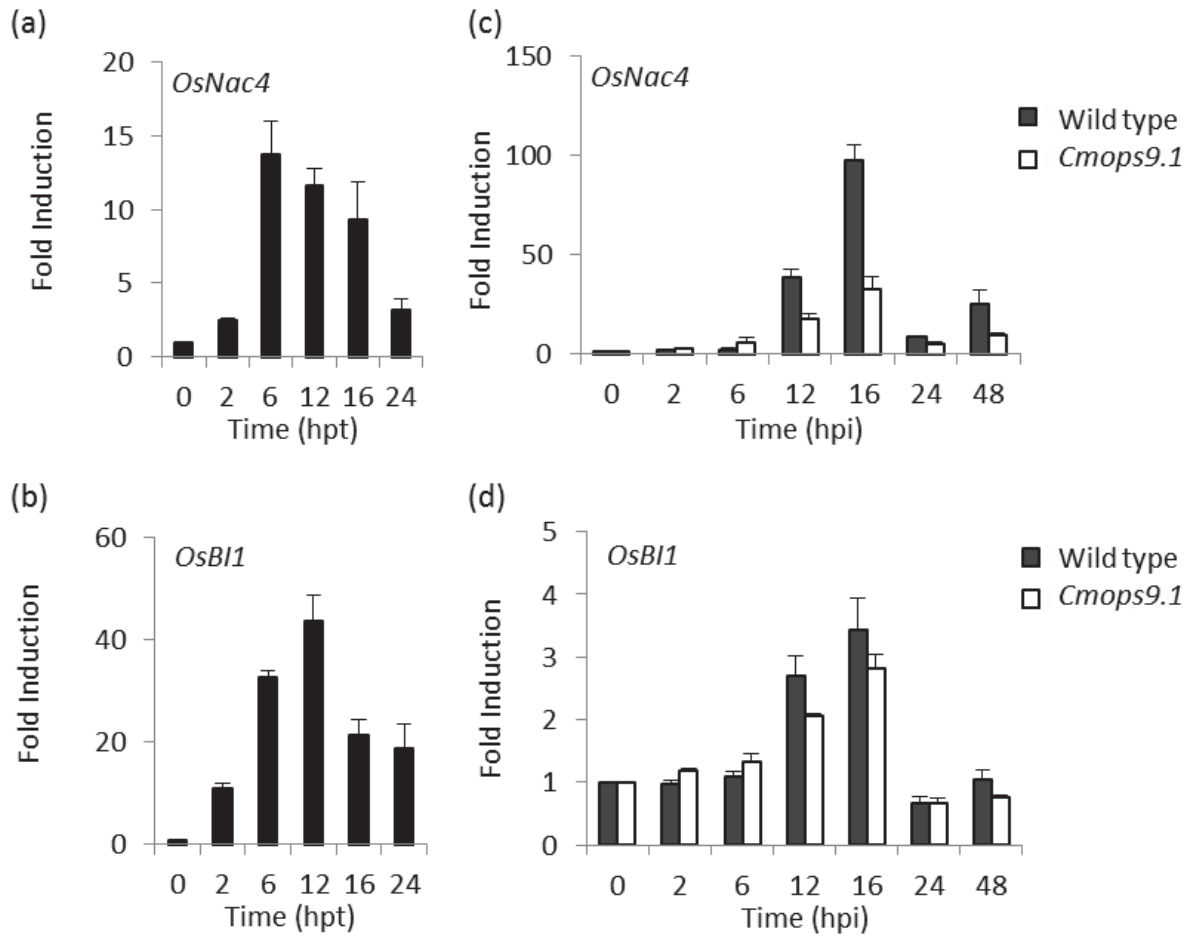 (a)
OsNac4
Fold Induction
20
15
10
5
0
0 2 6 12 16 24
Time (hpt)
(c)
OsNac4
Fold Induction
150
100
50
0
0 2 6 12 16 24 48
Time (hpi)
Wild type
Cmops9.1
(b)
OsBI1
Fold Induction
60
40
20
0
0 2 6 12 16 24
Time (hpt)
(d)
OsBI1
Fold Induction
5
4
3
2
1
0
0 2 6 12 16 24 48
Time (hpi)
Wild type
Cmops9.1